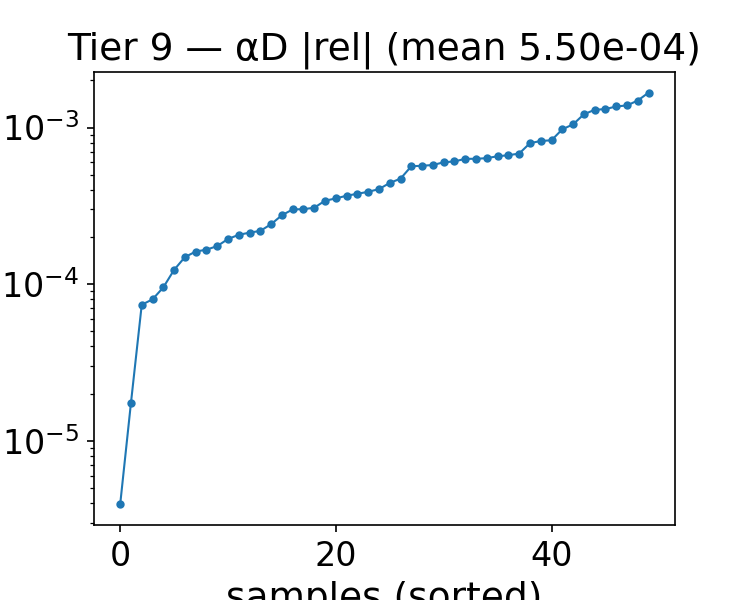 Tier 9 — αD |rel| (mean 5.50e-04)
10⁻³
10⁻⁴
10⁻⁵
0 20 40
samples (sorted)